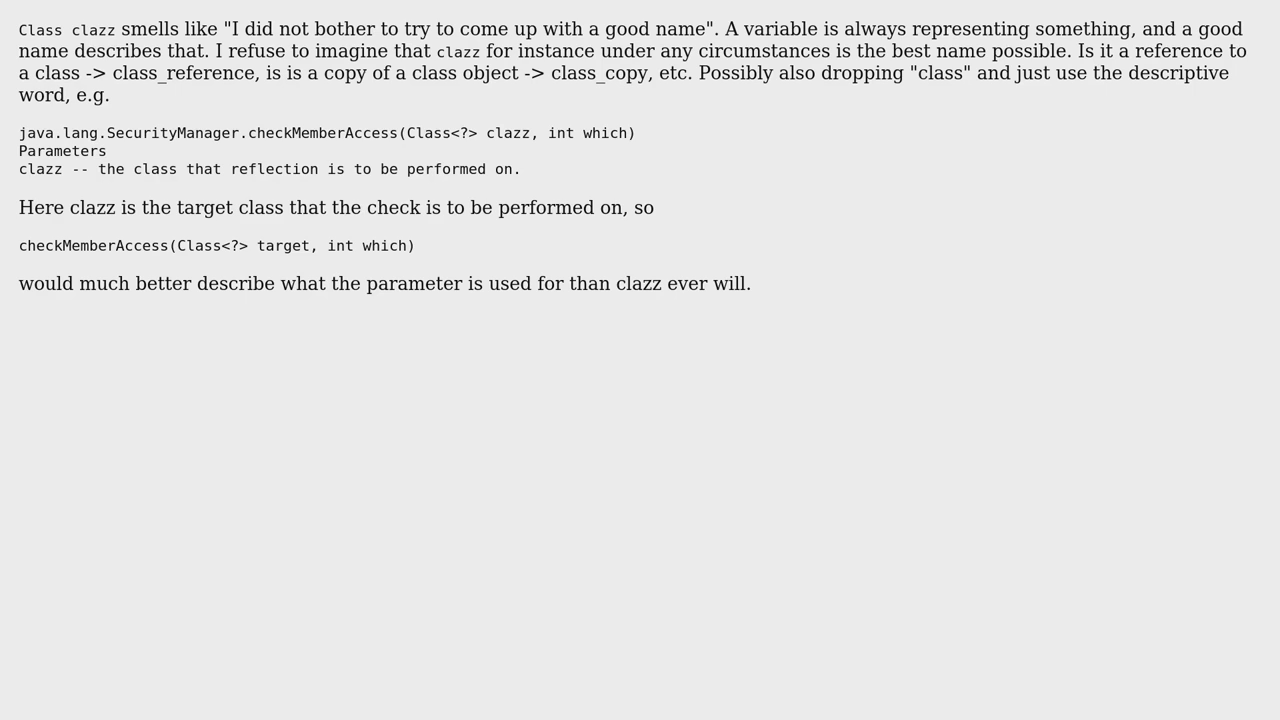 Class clazz smells like "I did not bother to try to come up with a good name". A variable is always representing something, and a good
name describes that. I refuse to imagine that clazz for instance under any circumstances is the best name possible. Is it a reference to
a class -> class_reference, is is a copy of a class object -> class_copy, etc. Possibly also dropping "class" and just use the descriptive
word, e.g.
java.lang.SecurityManager.checkMemberAccess(Class<?> clazz, int which)
Parameters
clazz -- the class that reflection is to be performed on.
Here clazz is the target class that the check is to be performed on, so
checkMemberAccess(Class<?> target, int which)
would much better describe what the parameter is used for than clazz ever will.